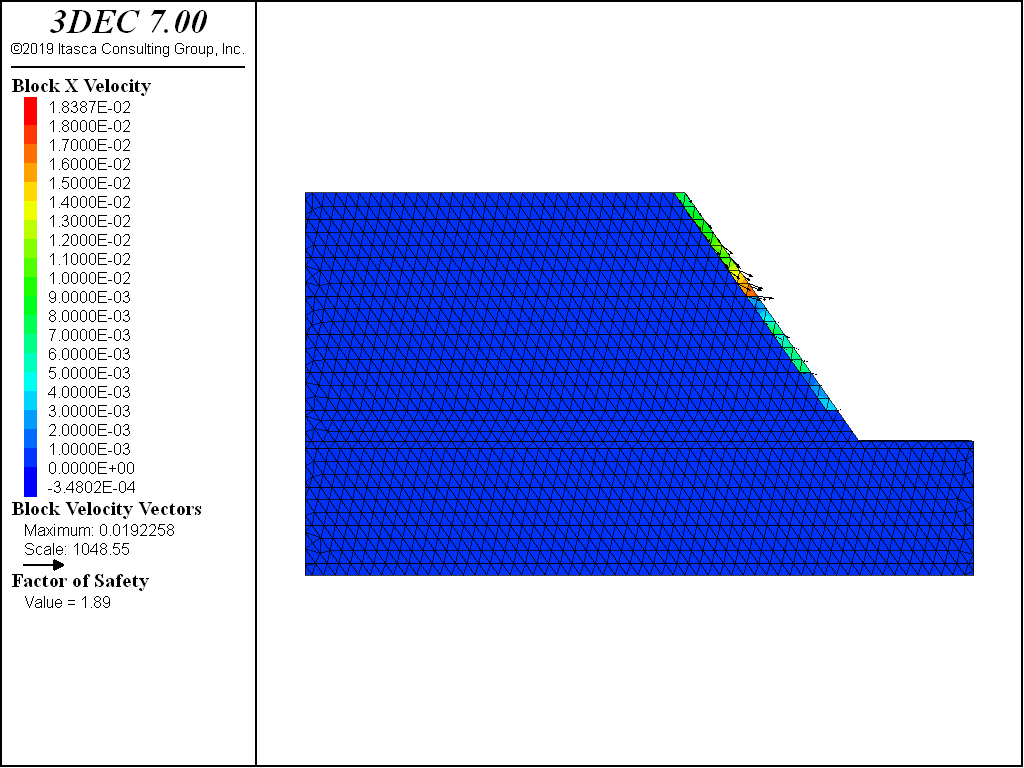 3DEC 7.00
©2019 Itasca Consulting Group, Inc.
Block X Velocity
1.8387E-02
1.8000E-02
1.7000E-02
1.6000E-02
1.5000E-02
1.4000E-02
1.3000E-02
1.2000E-02
1.1000E-02
1.0000E-02
9.0000E-03
8.0000E-03
7.0000E-03
6.0000E-03
5.0000E-03
4.0000E-03
3.0000E-03
2.0000E-03
1.0000E-03
0.0000E+00
-3.4802E-04
Block Velocity Vectors
Maximum: 0.0192258
Scale: 1048.55
Factor of Safety
Value = 1.89